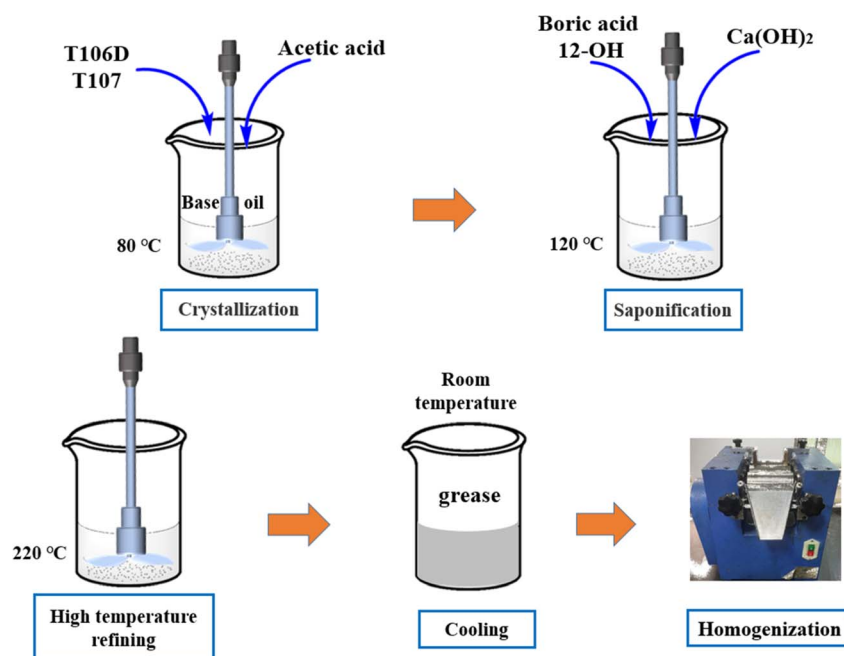 T106D
T107
Acetic acid
Base oil
80 °C
Crystallization
Boric acid
12-OH
Ca(OH)₂
120 °C
Saponification
220 °C
High temperature
refining
Room
temperature
grease
Cooling
Homogenization